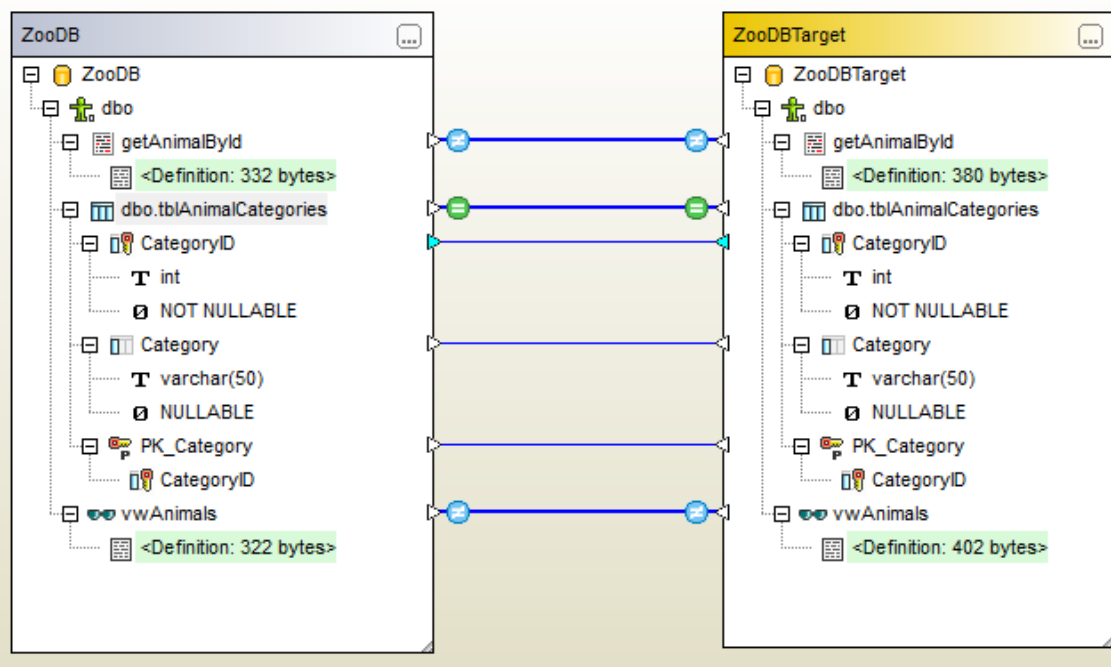 ZooDB
...
ZooDB
dbo
getAnimalById
<Definition: 332 bytes>
dbo.tblAnimalCategories
CategoryID
T int
NOT NULLABLE
Category
T varchar(50)
NULLABLE
P PK_Category
CategoryID
vwAnimals
<Definition: 322 bytes>
ZooDBTarget
...
ZooDBTarget
dbo
getAnimalById
<Definition: 380 bytes>
dbo.tblAnimalCategories
CategoryID
T int
NOT NULLABLE
Category
T varchar(50)
NULLABLE
P PK_Category
CategoryID
vwAnimals
<Definition: 402 bytes>